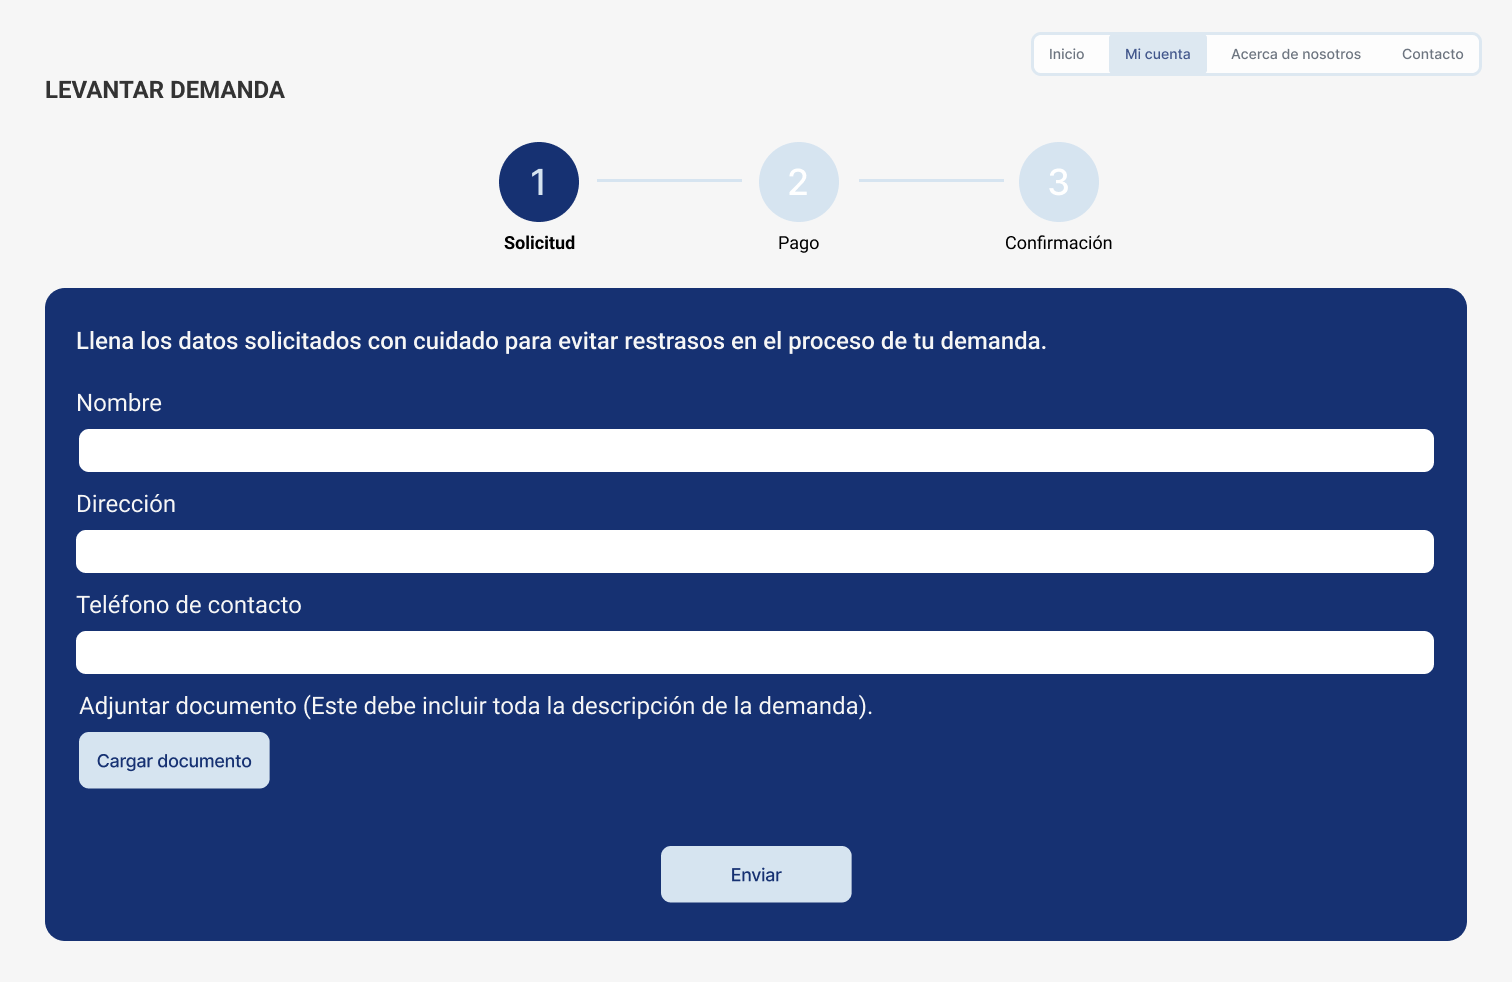 Inicio Mi cuenta Acerca de nosotros Contacto
LEVANTAR DEMANDA
1 2 3
Solicitud Pago Confirmación
Llena los datos solicitados con cuidado para evitar restrasos en el proceso de tu demanda.
Nombre
Dirección
Teléfono de contacto
Adjuntar documento (Este debe incluir toda la descripción de la demanda).
Cargar documento
Enviar